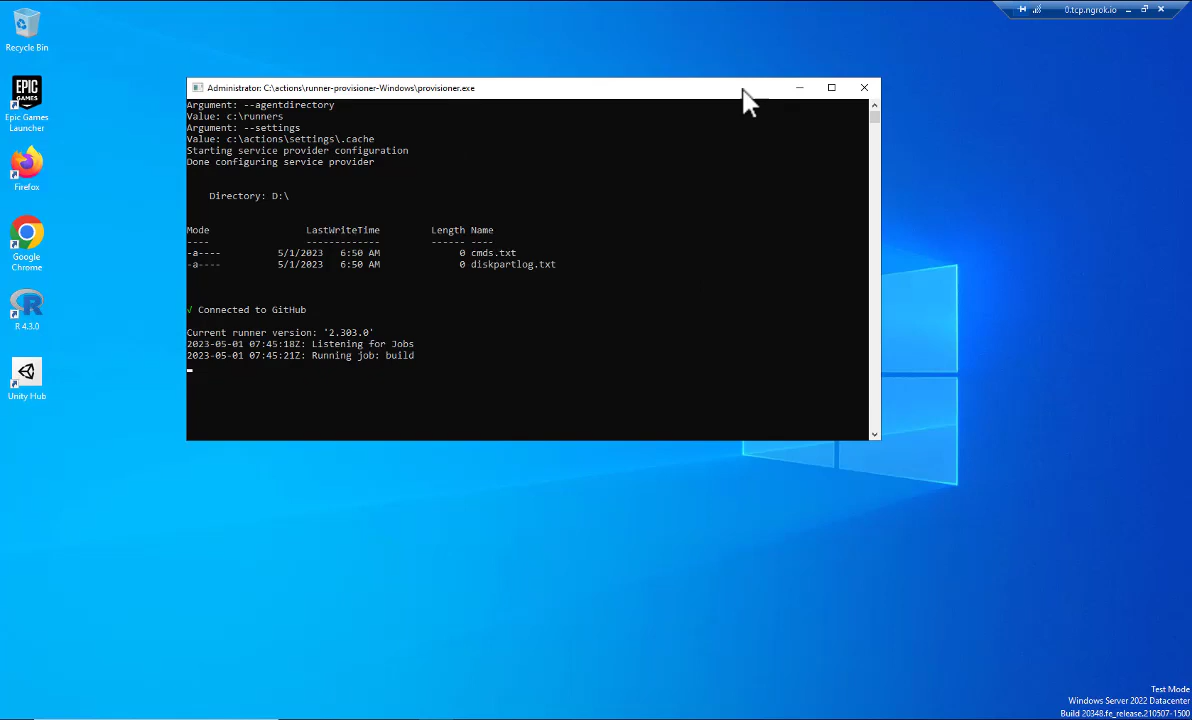 0.tcp.ngrok.io
Recycle Bin
EPIC
GAMES
Epic Games
Launcher
Firefox
Google
Chrome
R 4.3.0
Unity Hub
Administrator: C:\actions\runner-provisioner-Windows\provisioner.exe
Argument: --agentdirectory
Value: c:\runners
Argument: --settings
Value: c:\actions\settings\.cache
Starting service provider configuration
Done configuring service provider
Directory: D:\
Mode LastWriteTime Length Name
---- ------------- ------ ----
-a---- 5/1/2023 6:50 AM 0 cmds.txt
-a---- 5/1/2023 6:50 AM 0 diskpartlog.txt
√ Connected to GitHub
Current runner version: '2.303.0'
2023-05-01 07:45:18Z: Listening for Jobs
2023-05-01 07:45:21Z: Running job: build
Test Mode
Windows Server 2022 Datacenter
Build 20348.fe_release.210507-1500